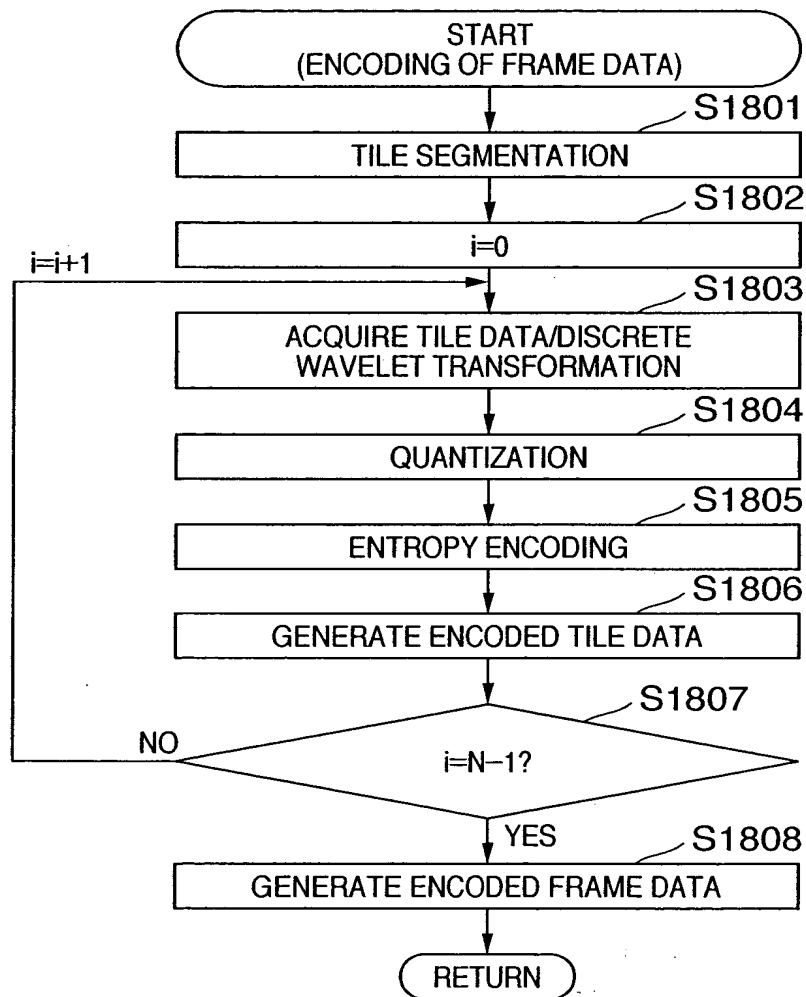 START
(ENCODING OF FRAME DATA)
S1801
TILE SEGMENTATION
S1802
i=0
i=i+1
S1803
ACQUIRE TILE DATA/DISCRETE
WAVELET TRANSFORMATION
S1804
QUANTIZATION
S1805
ENTROPY ENCODING
S1806
GENERATE ENCODED TILE DATA
S1807
NO
i=N−1?
YES
S1808
GENERATE ENCODED FRAME DATA
RETURN